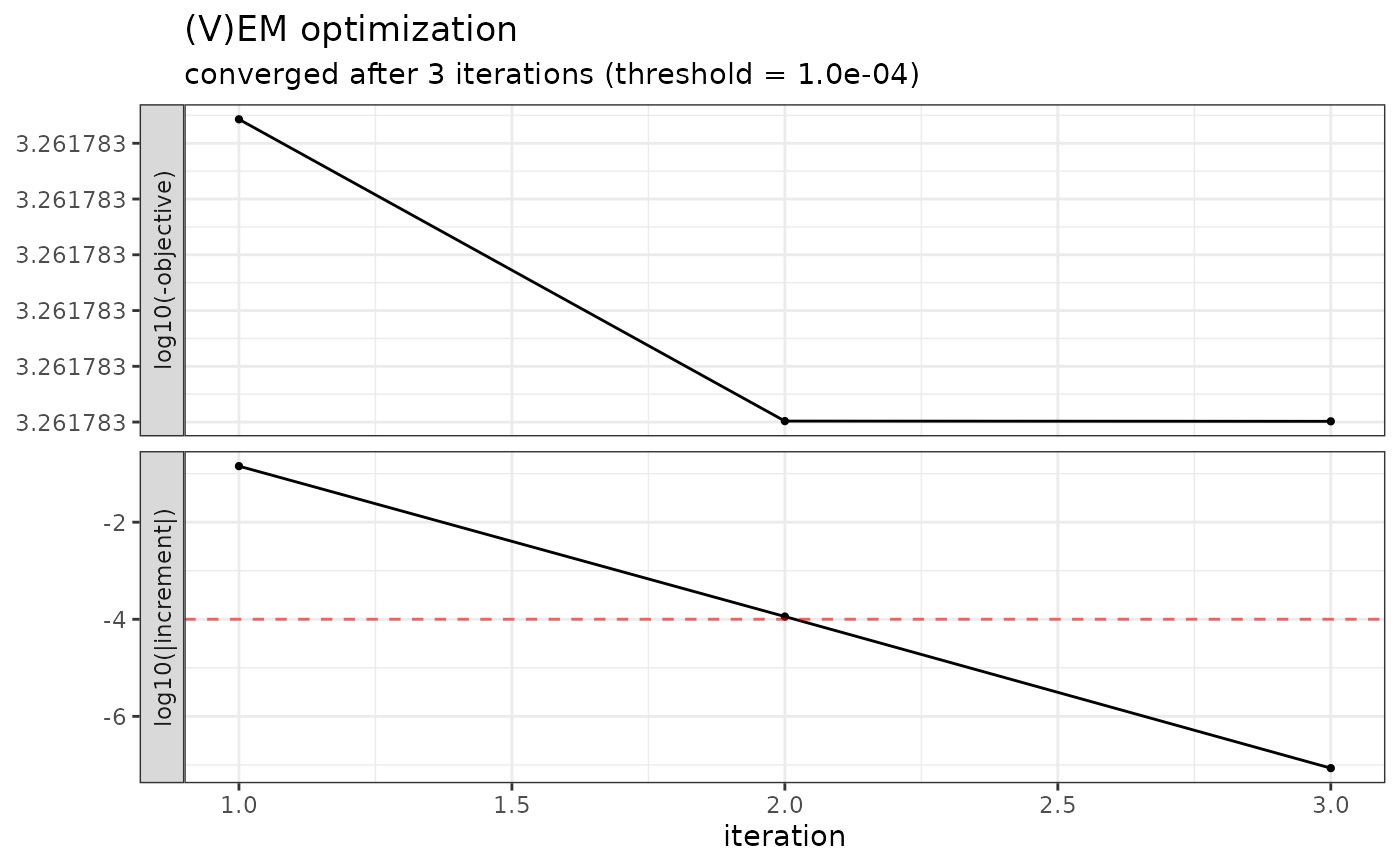 (V)EM optimization
converged after 3 iterations (threshold = 1.0e-04)
log10(-objective)
3.261783
3.261783
3.261783
3.261783
3.261783
3.261783
log10(|increment|)
-2
-4
-6
1.0
1.5
2.0
2.5
3.0
iteration